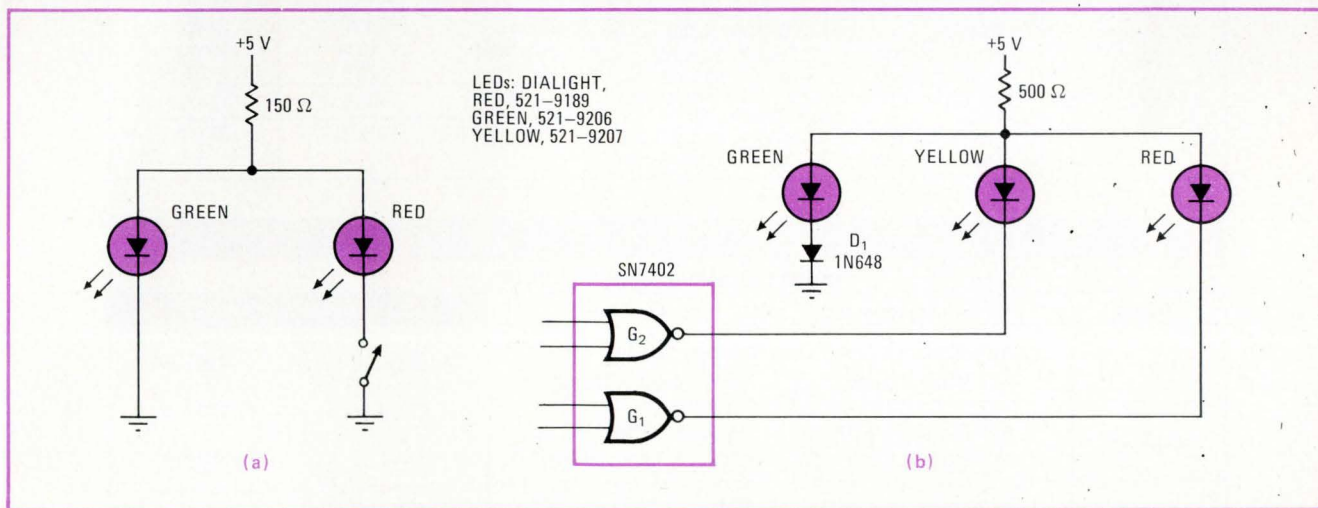 +5 V
150 Ω
GREEN
RED
(a)
LEDs: DIALIGHT,
RED, 521–9189
GREEN, 521–9206
YELLOW, 521–9207
+5 V
500 Ω
GREEN
YELLOW
RED
D1
1N648
SN7402
G2
G1
(b)